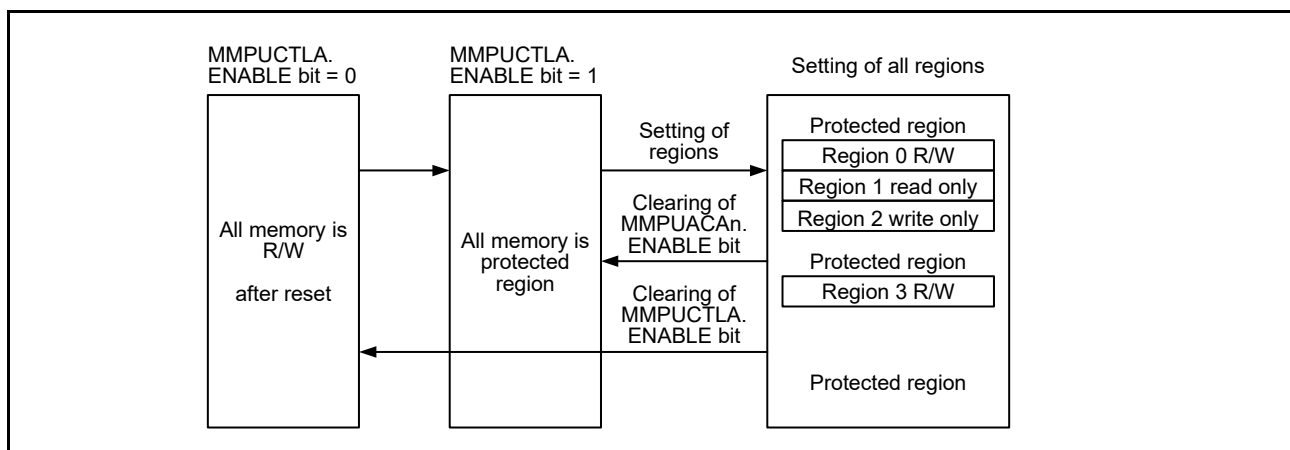 MMPUCTLA.
ENABLE bit = 0
All memory is
R/W
after reset
MMPUCTLA.
ENABLE bit = 1
All memory is
protected
region
Setting of
regions
Clearing of
MMPUACAn.
ENABLE bit
Clearing of
MMPUCTLA.
ENABLE bit
Setting of all regions
Protected region
Region 0 R/W
Region 1 read only
Region 2 write only
Protected region
Region 3 R/W
Protected region